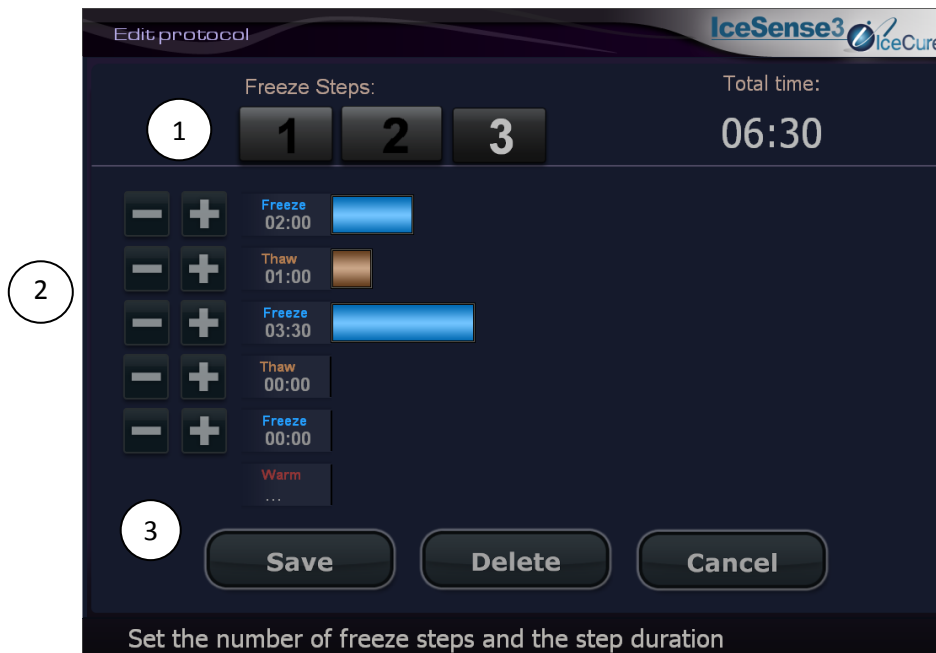 Edit protocol
IceSense3
IceCure
Freeze Steps:
Total time:
1
1 2 3
06:30
Freeze
02:00
Thaw
01:00
2
Freeze
03:30
Thaw
00:00
Freeze
00:00
Warm
...
3
Save Delete Cancel
Set the number of freeze steps and the step duration